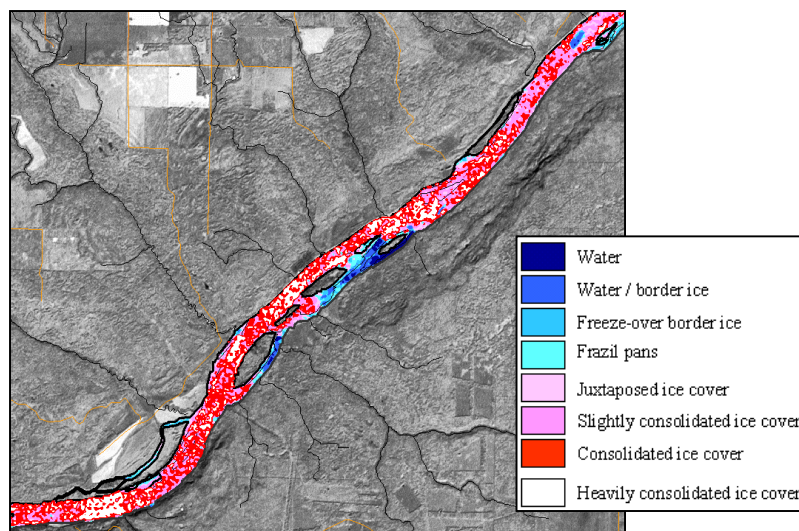 Water
Water / border ice
Freeze-over border ice
Frazil pans
Juxtaposed ice cover
Slightly consolidated ice cover
Consolidated ice cover
Heavily consolidated ice cover